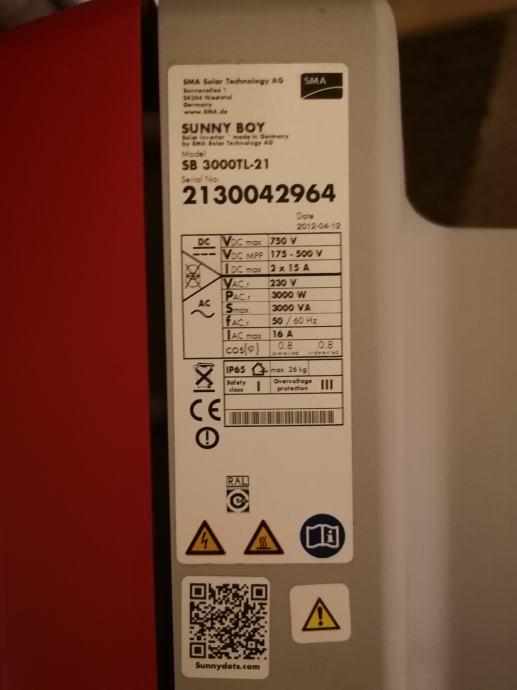 SMA Solar Technology AG
Sonnenallee 1
34266 Niestetal
Germany
www.SMA.de
SMA
SUNNY BOY
Solar Inverter - made in Germany
by SMA Solar Technology AG
Model
SB 3000TL-21
Serial No.
2130042964
Date
2012-04-12
DC VDC max 750 V
VDC MPP 175 - 500 V
IDC max 2 x 15 A
AC VAC,r 230 V
PAC,r 3000 W
Smax 3000 VA
fAC,r 50 / 60 Hz
IAC max 16 A
cos(φ) 0.8 0.8
overexcited underexcited
IP65 max. 26 kg
Safety class I Overvoltage protection III
CE
RAL
Sunnydots.com